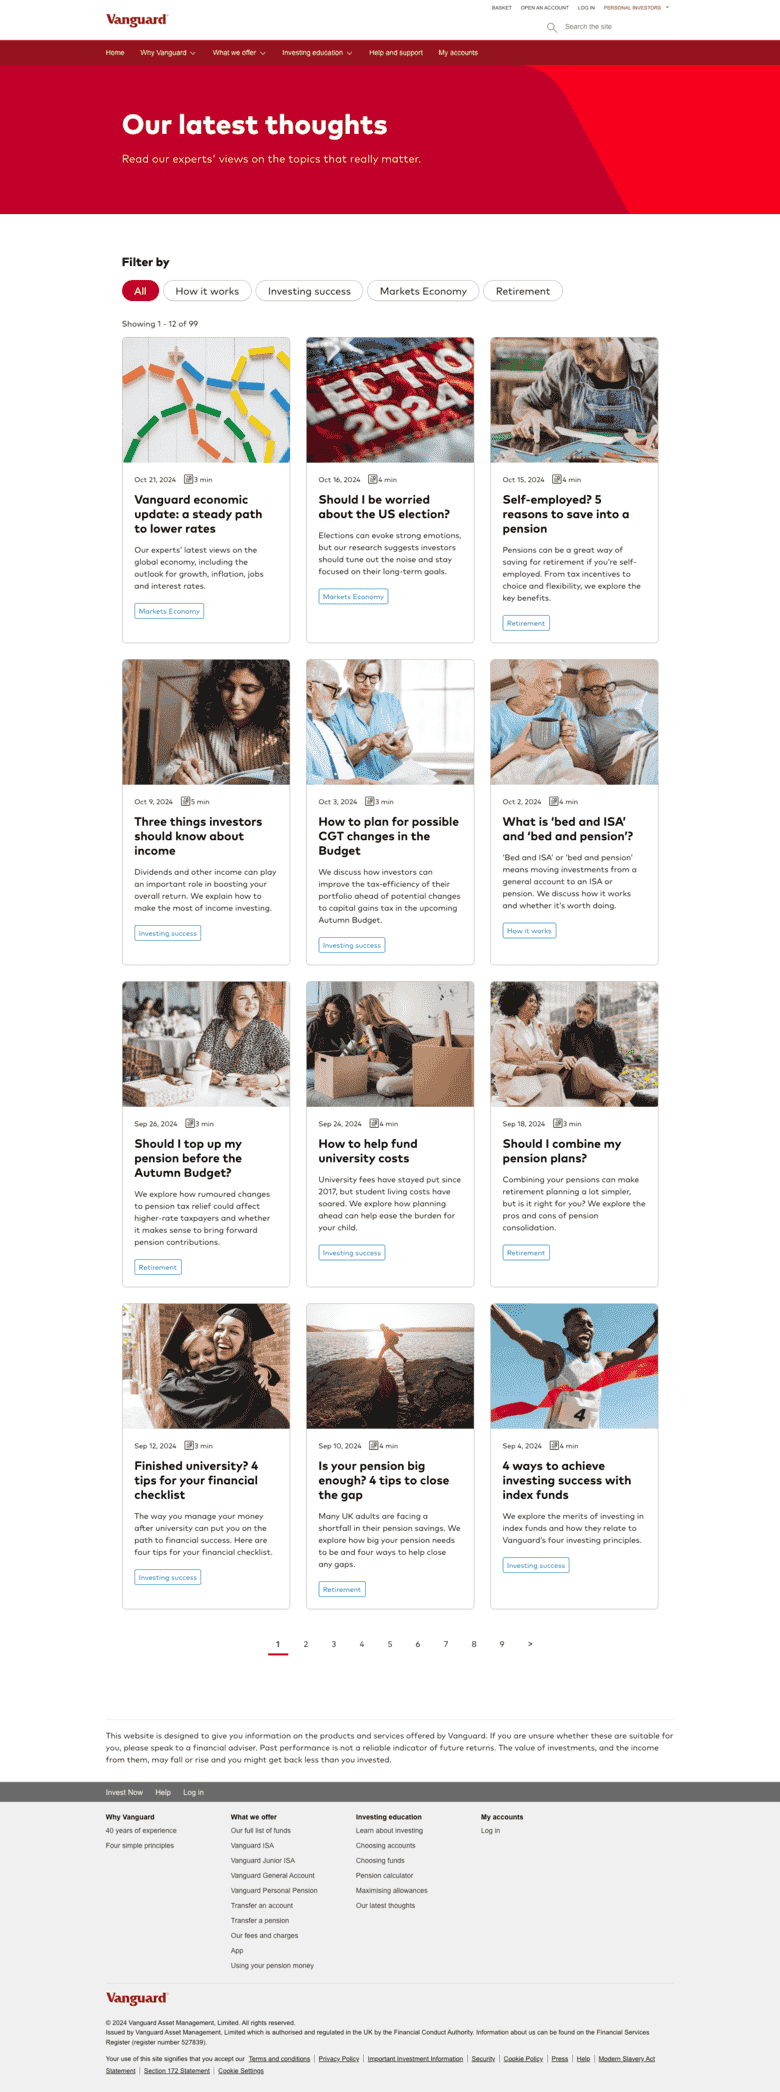 BASKET OPEN AN ACCOUNT LOG IN PERSONAL INVESTORS
Vanguard
Search the site
Home Why Vanguard What we offer Investing education Help and support My accounts
Our latest thoughts
Read our experts' views on the topics that really matter.
Filter by
All How it works Investing success Markets Economy Retirement
Showing 1 - 12 of 99
LECTIO
2024
Oct 21, 2024 3 min
Vanguard economic
update: a steady path
to lower rates
Our experts' latest views on the
global economy, including the
outlook for growth, inflation, jobs
and interest rates.
Markets Economy
Oct 16, 2024 4 min
Should I be worried
about the US election?
Elections can evoke strong emotions,
but our research suggests investors
should tune out the noise and stay
focused on their long-term goals.
Markets Economy
Oct 15, 2024 4 min
Self-employed? 5
reasons to save into a
pension
Pensions can be a great way of
saving for retirement if you're self-
employed. From tax incentives to
choice and flexibility, we explore the
key benefits.
Retirement
Oct 9, 2024 5 min
Three things investors
should know about
income
Dividends and other income can play
an important role in boosting your
overall return. We explain how to
make the most of income investing.
Investing success
Oct 3, 2024 3 min
How to plan for possible
CGT changes in the
Budget
We discuss how investors can
improve the tax-efficiency of their
portfolio ahead of potential changes
to capital gains tax in the upcoming
Autumn Budget.
Investing success
Oct 2, 2024 4 min
What is ‘bed and ISA’
and ‘bed and pension’?
‘Bed and ISA’ or ‘bed and pension’
means moving investments from a
general account to an ISA or
pension. We discuss how it works
and whether it's worth doing.
How it works
Sep 26, 2024 3 min
Should I top up my
pension before the
Autumn Budget?
We explore how rumoured changes
to pension tax relief could affect
higher-rate taxpayers and whether
it makes sense to bring forward
pension contributions.
Retirement
Sep 24, 2024 4 min
How to help fund
university costs
University fees have stayed put since
2017, but student living costs have
soared. We explore how planning
ahead can help ease the burden for
your child.
Investing success
Sep 18, 2024 3 min
Should I combine my
pension plans?
Combining your pensions can make
retirement planning a lot simpler,
but is it right for you? We explore the
pros and cons of pension
consolidation.
Retirement
4
Sep 12, 2024 3 min
Finished university? 4
tips for your financial
checklist
The way you manage your money
after university can put you on the
path to financial success. Here are
four tips for your financial checklist.
Investing success
Sep 10, 2024 4 min
Is your pension big
enough? 4 tips to close
the gap
Many UK adults are facing a
shortfall in their pension savings. We
explore how big your pension needs
to be and four ways to help close
any gaps.
Retirement
Sep 4, 2024 4 min
4 ways to achieve
investing success with
index funds
We explore the merits of investing in
index funds and how they relate to
Vanguard's four investing principles.
Investing success
1 2 3 4 5 6 7 8 9 >
This website is designed to give you information on the products and services offered by Vanguard. If you are unsure whether these are suitable for
you, please speak to a financial adviser. Past performance is not a reliable indicator of future returns. The value of investments, and the income
from them, may fall or rise and you might get back less than you invested.
Invest Now Help Log in
Why Vanguard
40 years of experience
Four simple principles
What we offer
Our full list of funds
Vanguard ISA
Vanguard Junior ISA
Vanguard General Account
Vanguard Personal Pension
Transfer an account
Transfer a pension
Our fees and charges
App
Using your pension money
Investing education
Learn about investing
Choosing accounts
Choosing funds
Pension calculator
Maximising allowances
Our latest thoughts
My accounts
Log in
Vanguard
© 2024 Vanguard Asset Management, Limited. All rights reserved.
Issued by Vanguard Asset Management, Limited which is authorised and regulated in the UK by the Financial Conduct Authority. Information about us can be found on the Financial Services
Register (register number 527839).
Your use of this site signifies that you accept our Terms and conditions | Privacy Policy | Important Investment Information | Security | Cookie Policy | Press | Help | Modern Slavery Act
Statement | Section 172 Statement | Cookie Settings